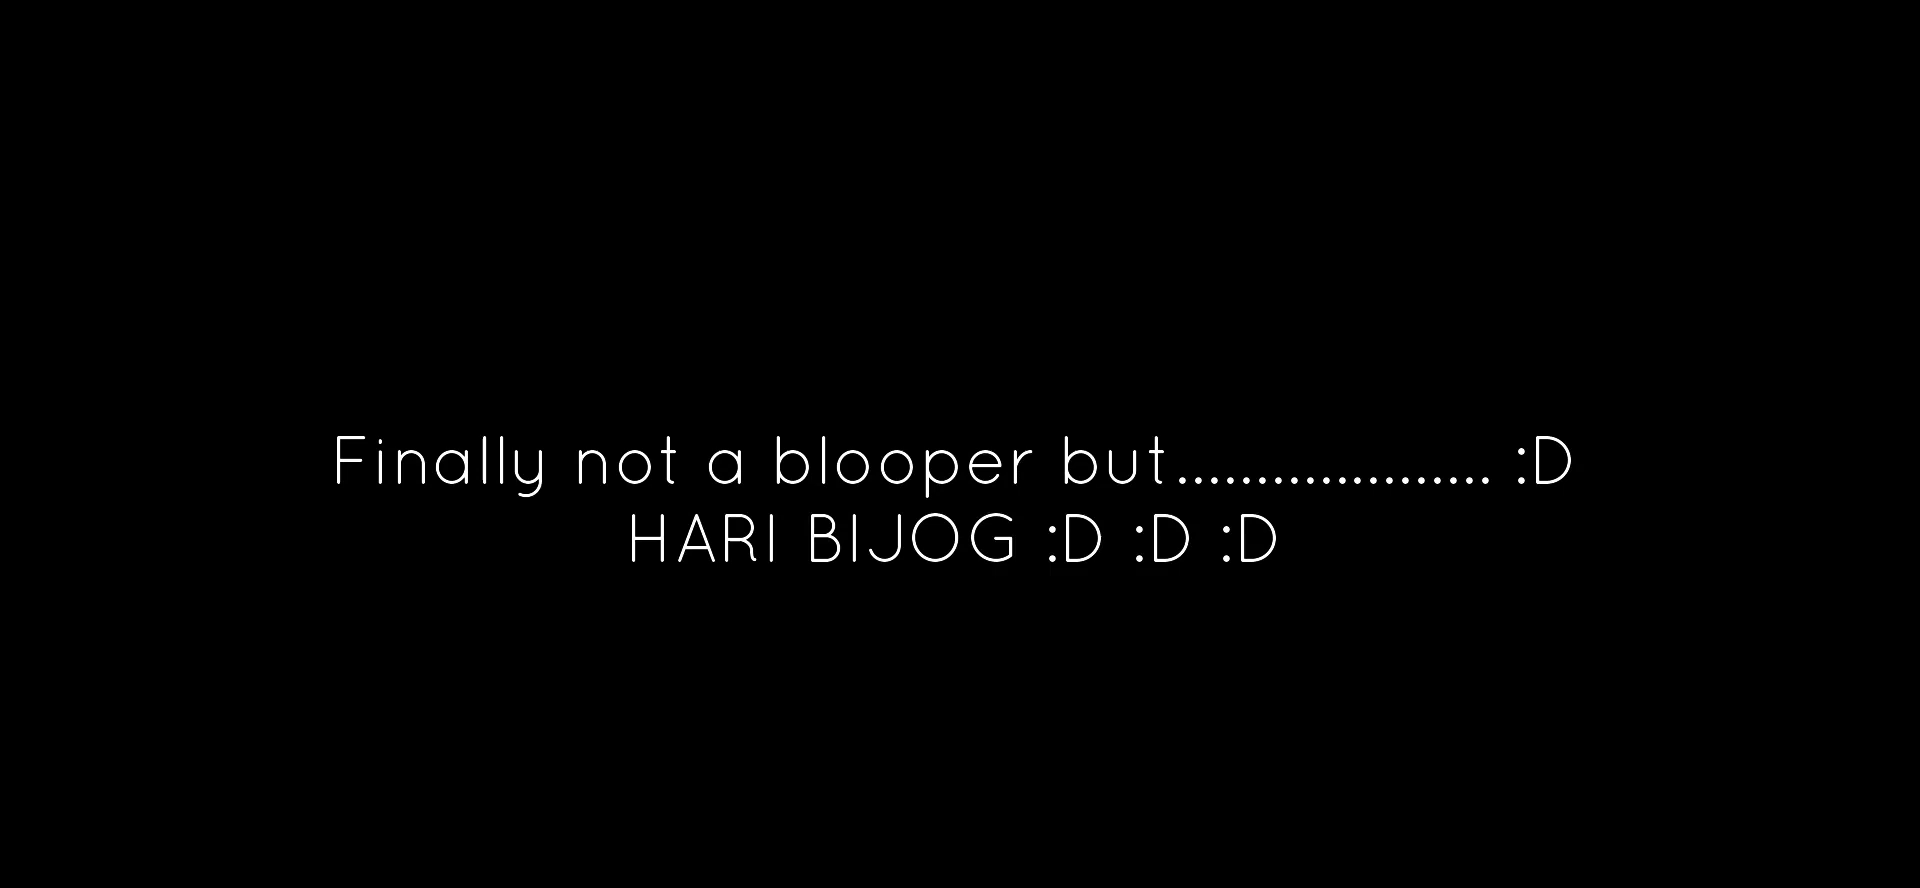 Finally not a blooper but.................... :D
HARI BIJOG :D :D :D